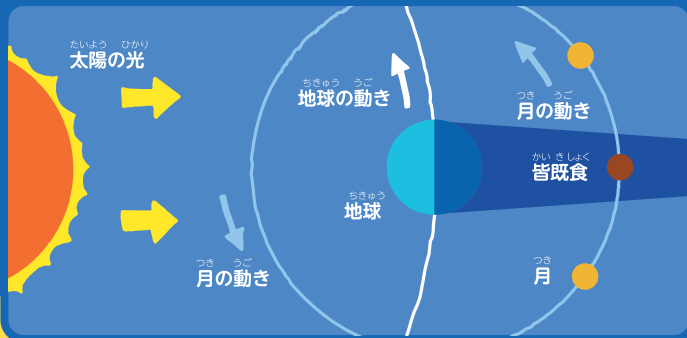 たいよう ひかり
太陽の光
ちきゅう うご
地球の動き
つき うご
月の動き
かい き しょく
皆既食
ちきゅう
地球
つき うご
月の動き
つき
月